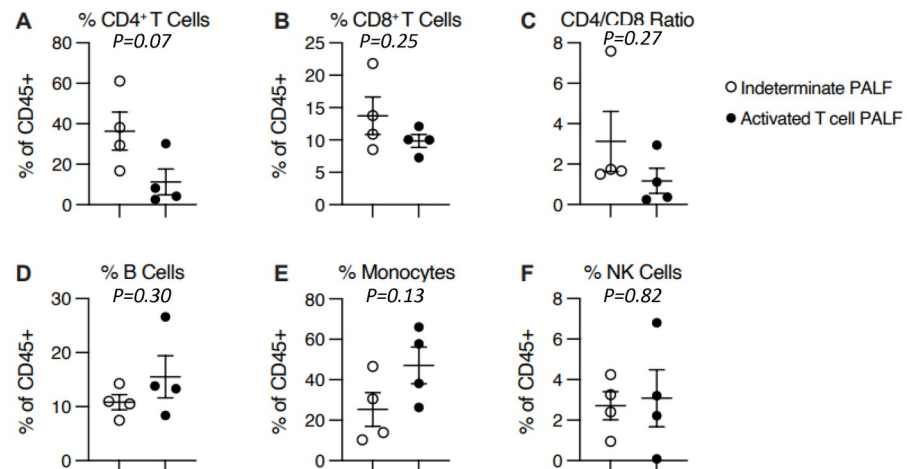 A % CD4+ T Cells
P=0.07
% of CD45+
80
60
40
20
0
B % CD8+ T Cells
P=0.25
% of CD45+
25
20
15
10
5
0
C CD4/CD8 Ratio
P=0.27
8
6
4
2
0
Indeterminate PALF
Activated T cell PALF
D % B Cells
P=0.30
% of CD45+
30
20
10
0
E % Monocytes
P=0.13
% of CD45+
80
60
40
20
0
F % NK Cells
P=0.82
% of CD45+
8
6
4
2
0